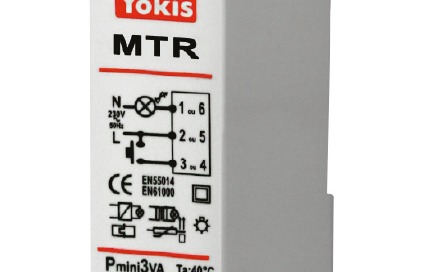 YOKIS
MTR
N 1 ou 6
230V~
50Hz
L 2 ou 5
3 ou 4
CE EN55014
EN61000
Pmini3VA Ta:40°C